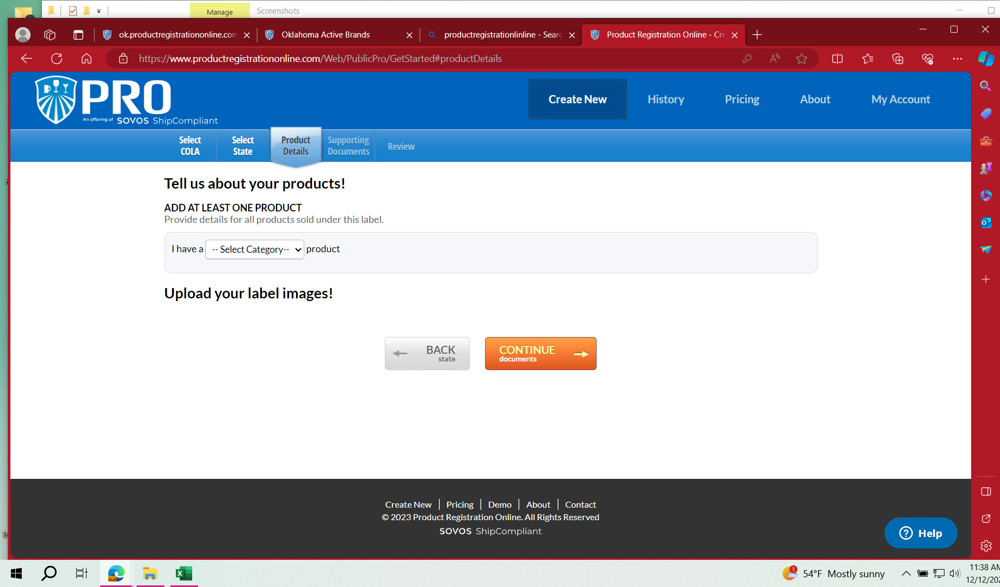 Manage
Screenshots
ok.productregistrationonline.com
Oklahoma Active Brands
productregistrationlinline - Searc
Product Registration Online - Cre
https://www.productregistrationonline.com/Web/PublicPro/GetStarted#productDetails
PRO
An offering of SOVOS ShipCompliant
Create New
History
Pricing
About
My Account
Select
COLA
Select
State
Product
Details
Supporting
Documents
Review
Tell us about your products!
ADD AT LEAST ONE PRODUCT
Provide details for all products sold under this label.
I have a -- Select Category-- product
Upload your label images!
BACK
state
CONTINUE
documents
Create New | Pricing | Demo | About | Contact
© 2023 Product Registration Online. All Rights Reserved
SOVOS ShipCompliant
Help
1
54°F Mostly sunny
11:38 AM
12/12/202